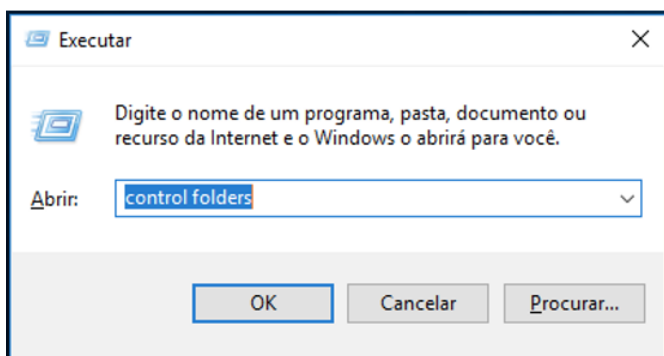 Executar
Digite o nome de um programa, pasta, documento ou
recurso da Internet e o Windows o abrirá para você.
Abrir: control folders
OK Cancelar Procurar...